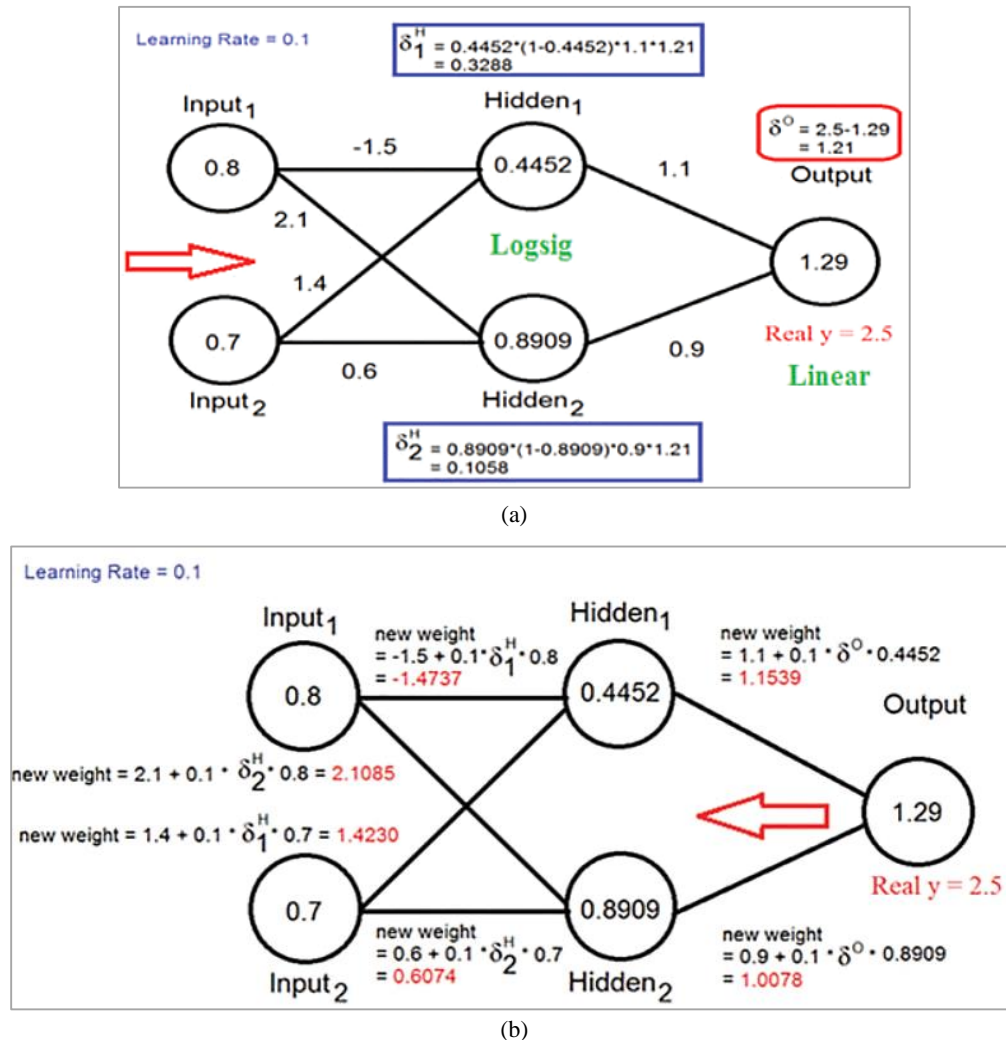 Learning Rate = 0.1
δ₁ᴴ = 0.4452*(1-0.4452)*1.1*1.21
= 0.3288
Input₁
Hidden₁
δᴼ = 2.5-1.29
= 1.21
Output
0.8
-1.5
0.4452
1.1
2.1
Logsig
1.29
1.4
0.7
0.6
0.8909
0.9
Real y = 2.5
Linear
Input₂
Hidden₂
δ₂ᴴ = 0.8909*(1-0.8909)*0.9*1.21
= 0.1058
(a)
Learning Rate = 0.1
Input₁
Hidden₁
new weight
= -1.5 + 0.1*δ₁ᴴ* 0.8
= -1.4737
new weight
= 1.1 + 0.1 * δᴼ * 0.4452
= 1.1539
0.8
0.4452
Output
new weight = 2.1 + 0.1 * δ₂ᴴ* 0.8 = 2.1085
new weight = 1.4 + 0.1 * δ₁ᴴ* 0.7 = 1.4230
1.29
Real y = 2.5
0.7
0.8909
new weight
= 0.6 + 0.1 *δ₂ᴴ* 0.7
= 0.6074
new weight
= 0.9 + 0.1 * δᴼ * 0.8909
= 1.0078
Input₂
Hidden₂
(b)